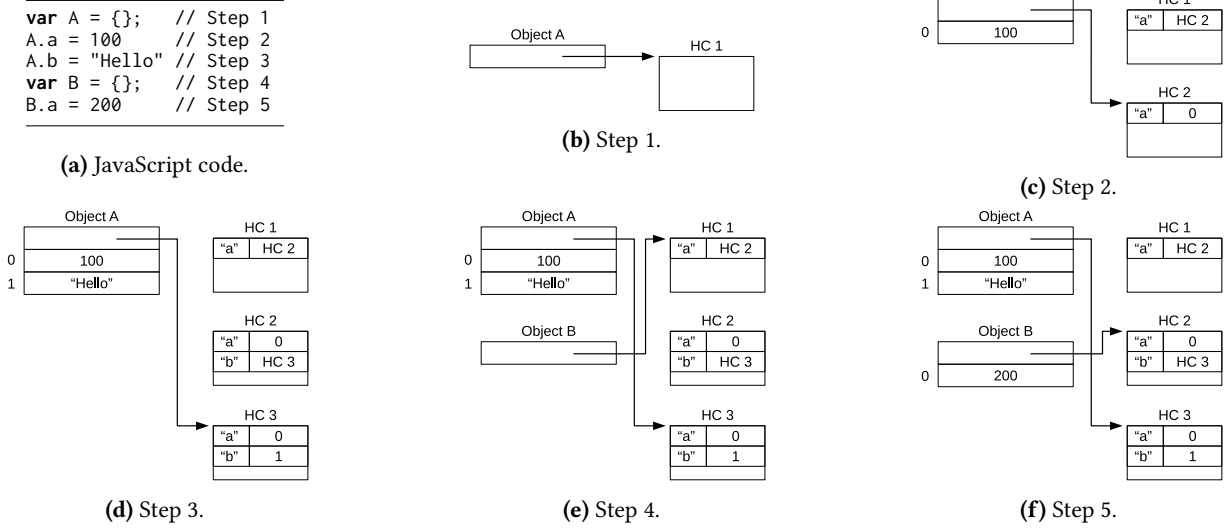 var A = {};   // Step 1
A.a = 100     // Step 2
A.b = "Hello" // Step 3
var B = {};   // Step 4
B.a = 200     // Step 5
(a) JavaScript code.
Object A
HC 1
(b) Step 1.
HC 1
"a" HC 2
0 100
HC 2
"a" 0
(c) Step 2.
Object A
0 100
1 “Hello”
HC 1
“a” HC 2
HC 2
“a” 0
“b” HC 3
HC 3
“a” 0
“b” 1
(d) Step 3.
Object A
0 100
1 “Hello”
Object B
HC 1
“a” HC 2
HC 2
“a” 0
“b” HC 3
HC 3
“a” 0
“b” 1
(e) Step 4.
Object A
0 100
1 “Hello”
Object B
0 200
HC 1
“a” HC 2
HC 2
“a” 0
“b” HC 3
HC 3
“a” 0
“b” 1
(f) Step 5.